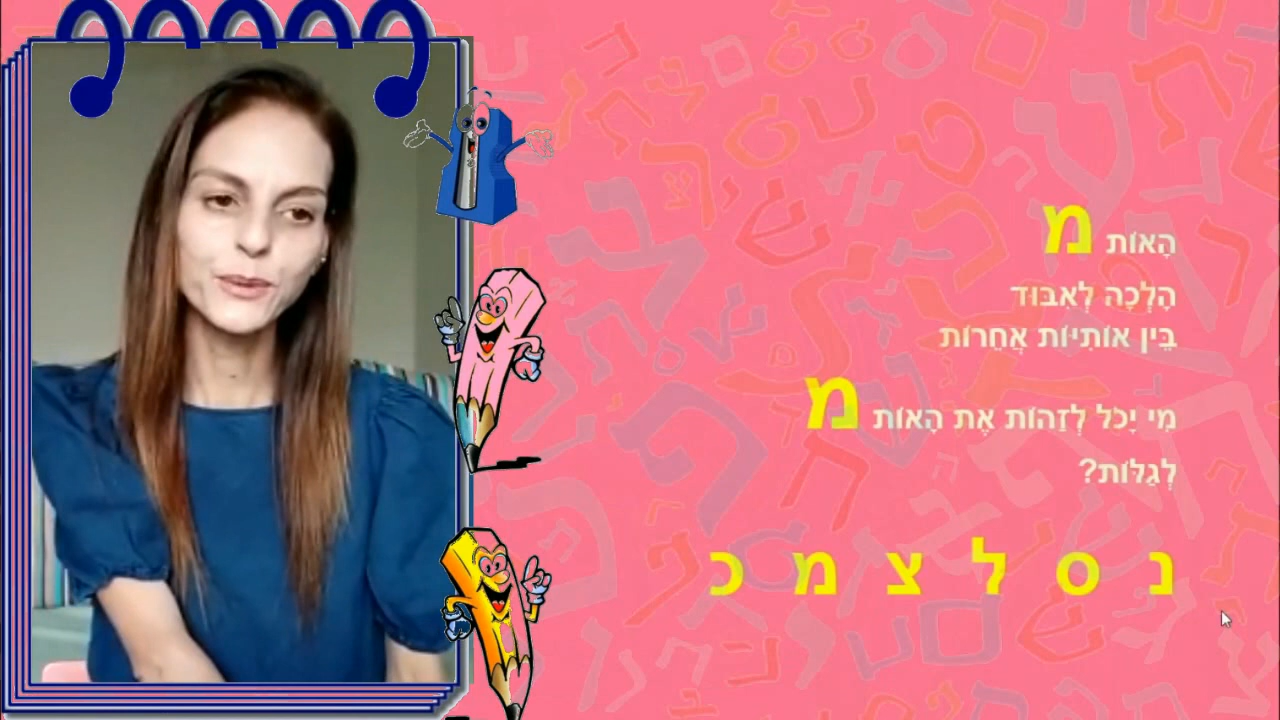 הָאוֹת מ
הָלְכָה לְאִבּוּד
בֵּין אוֹתִיּוֹת אֲחֵרוֹת
מִי יָכֹל לְזַהוֹת אֶת הָאוֹת מ
לְגַלּוֹת?
נ ס ל צ מ כ